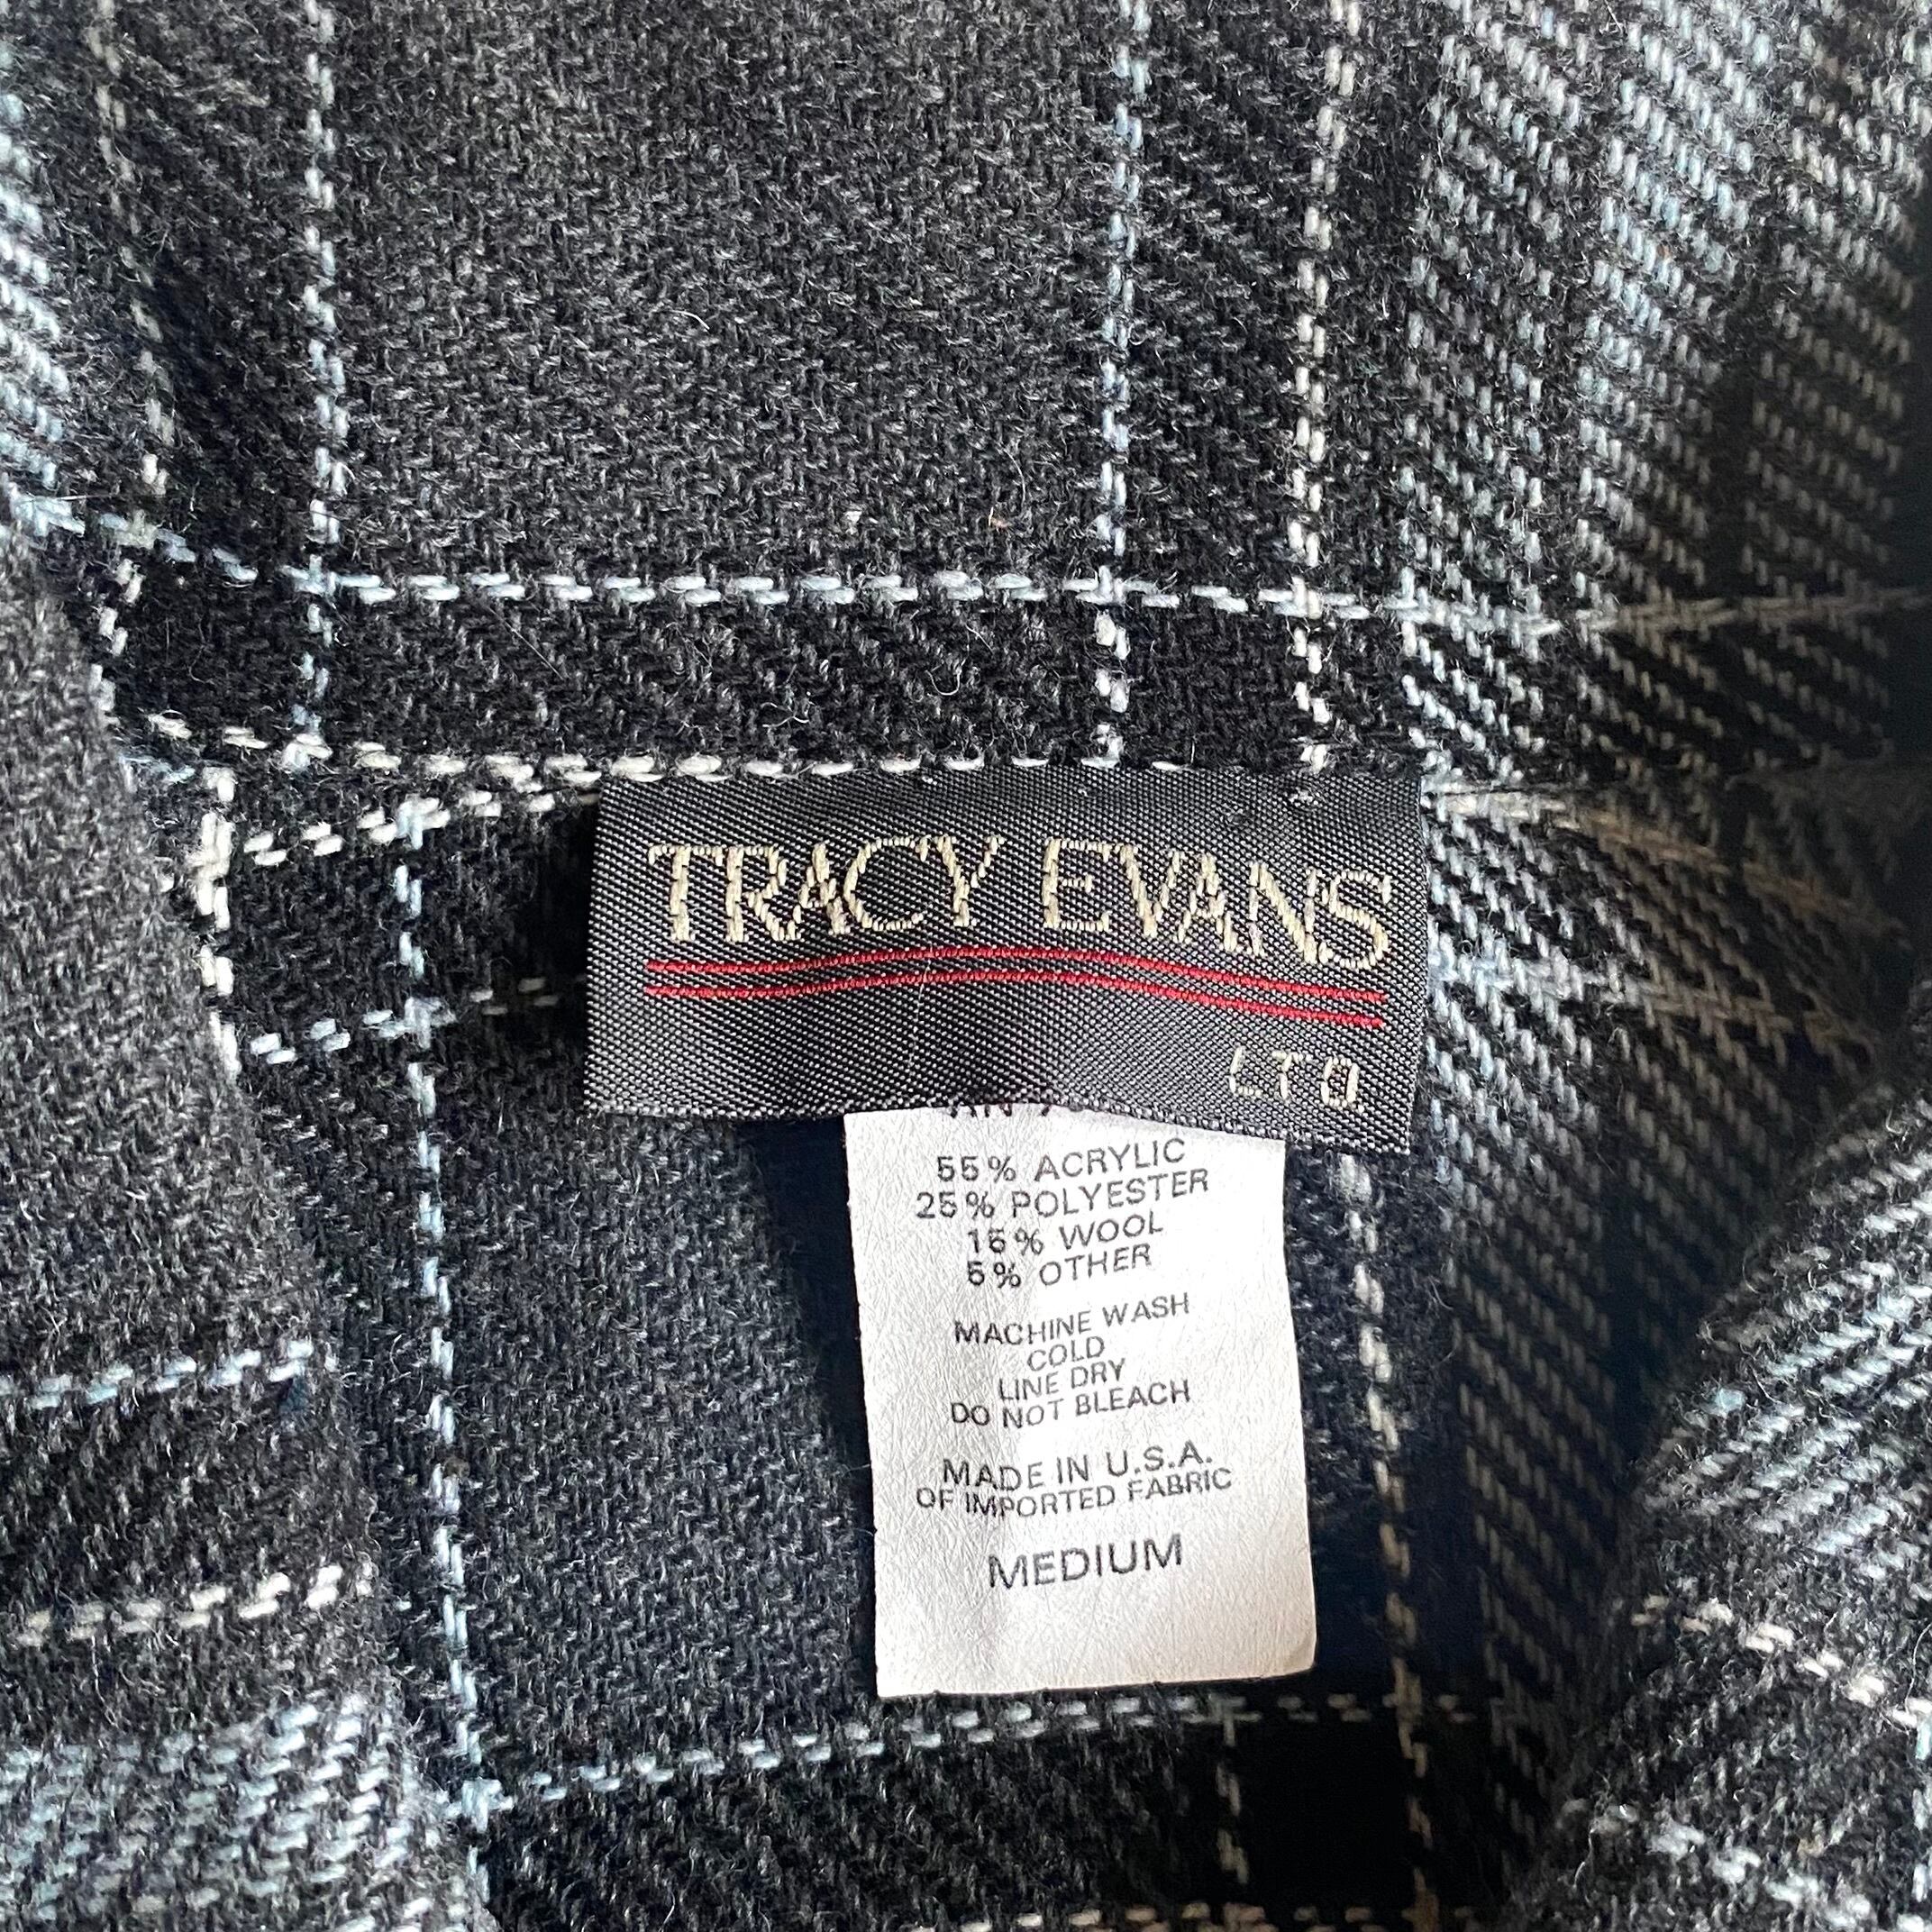 TRACY EVANS
LTD
55% ACRYLIC
25% POLYESTER
15% WOOL
5% OTHER
MACHINE WASH
COLD
LINE DRY
DO NOT BLEACH
MADE IN U.S.A.
OF IMPORTED FABRIC
MEDIUM